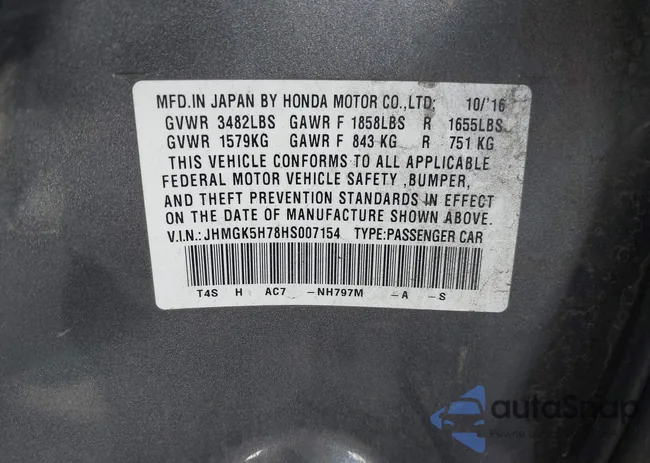 MFD.IN JAPAN BY HONDA MOTOR CO.,LTD; 10/'16
GVWR 3482LBS GAWR F 1858LBS R 1655LBS
GVWR 1579KG GAWR F 843 KG R 751 KG
THIS VEHICLE CONFORMS TO ALL APPLICABLE
FEDERAL MOTOR VEHICLE SAFETY ,BUMPER,
AND THEFT PREVENTION STANDARDS IN EFFECT
ON THE DATE OF MANUFACTURE SHOWN ABOVE.
V.I.N.:JHMGK5H78HS007154 TYPE:PASSENGER CAR
T4S H AC7 -NH797M -A -S
autoSnap